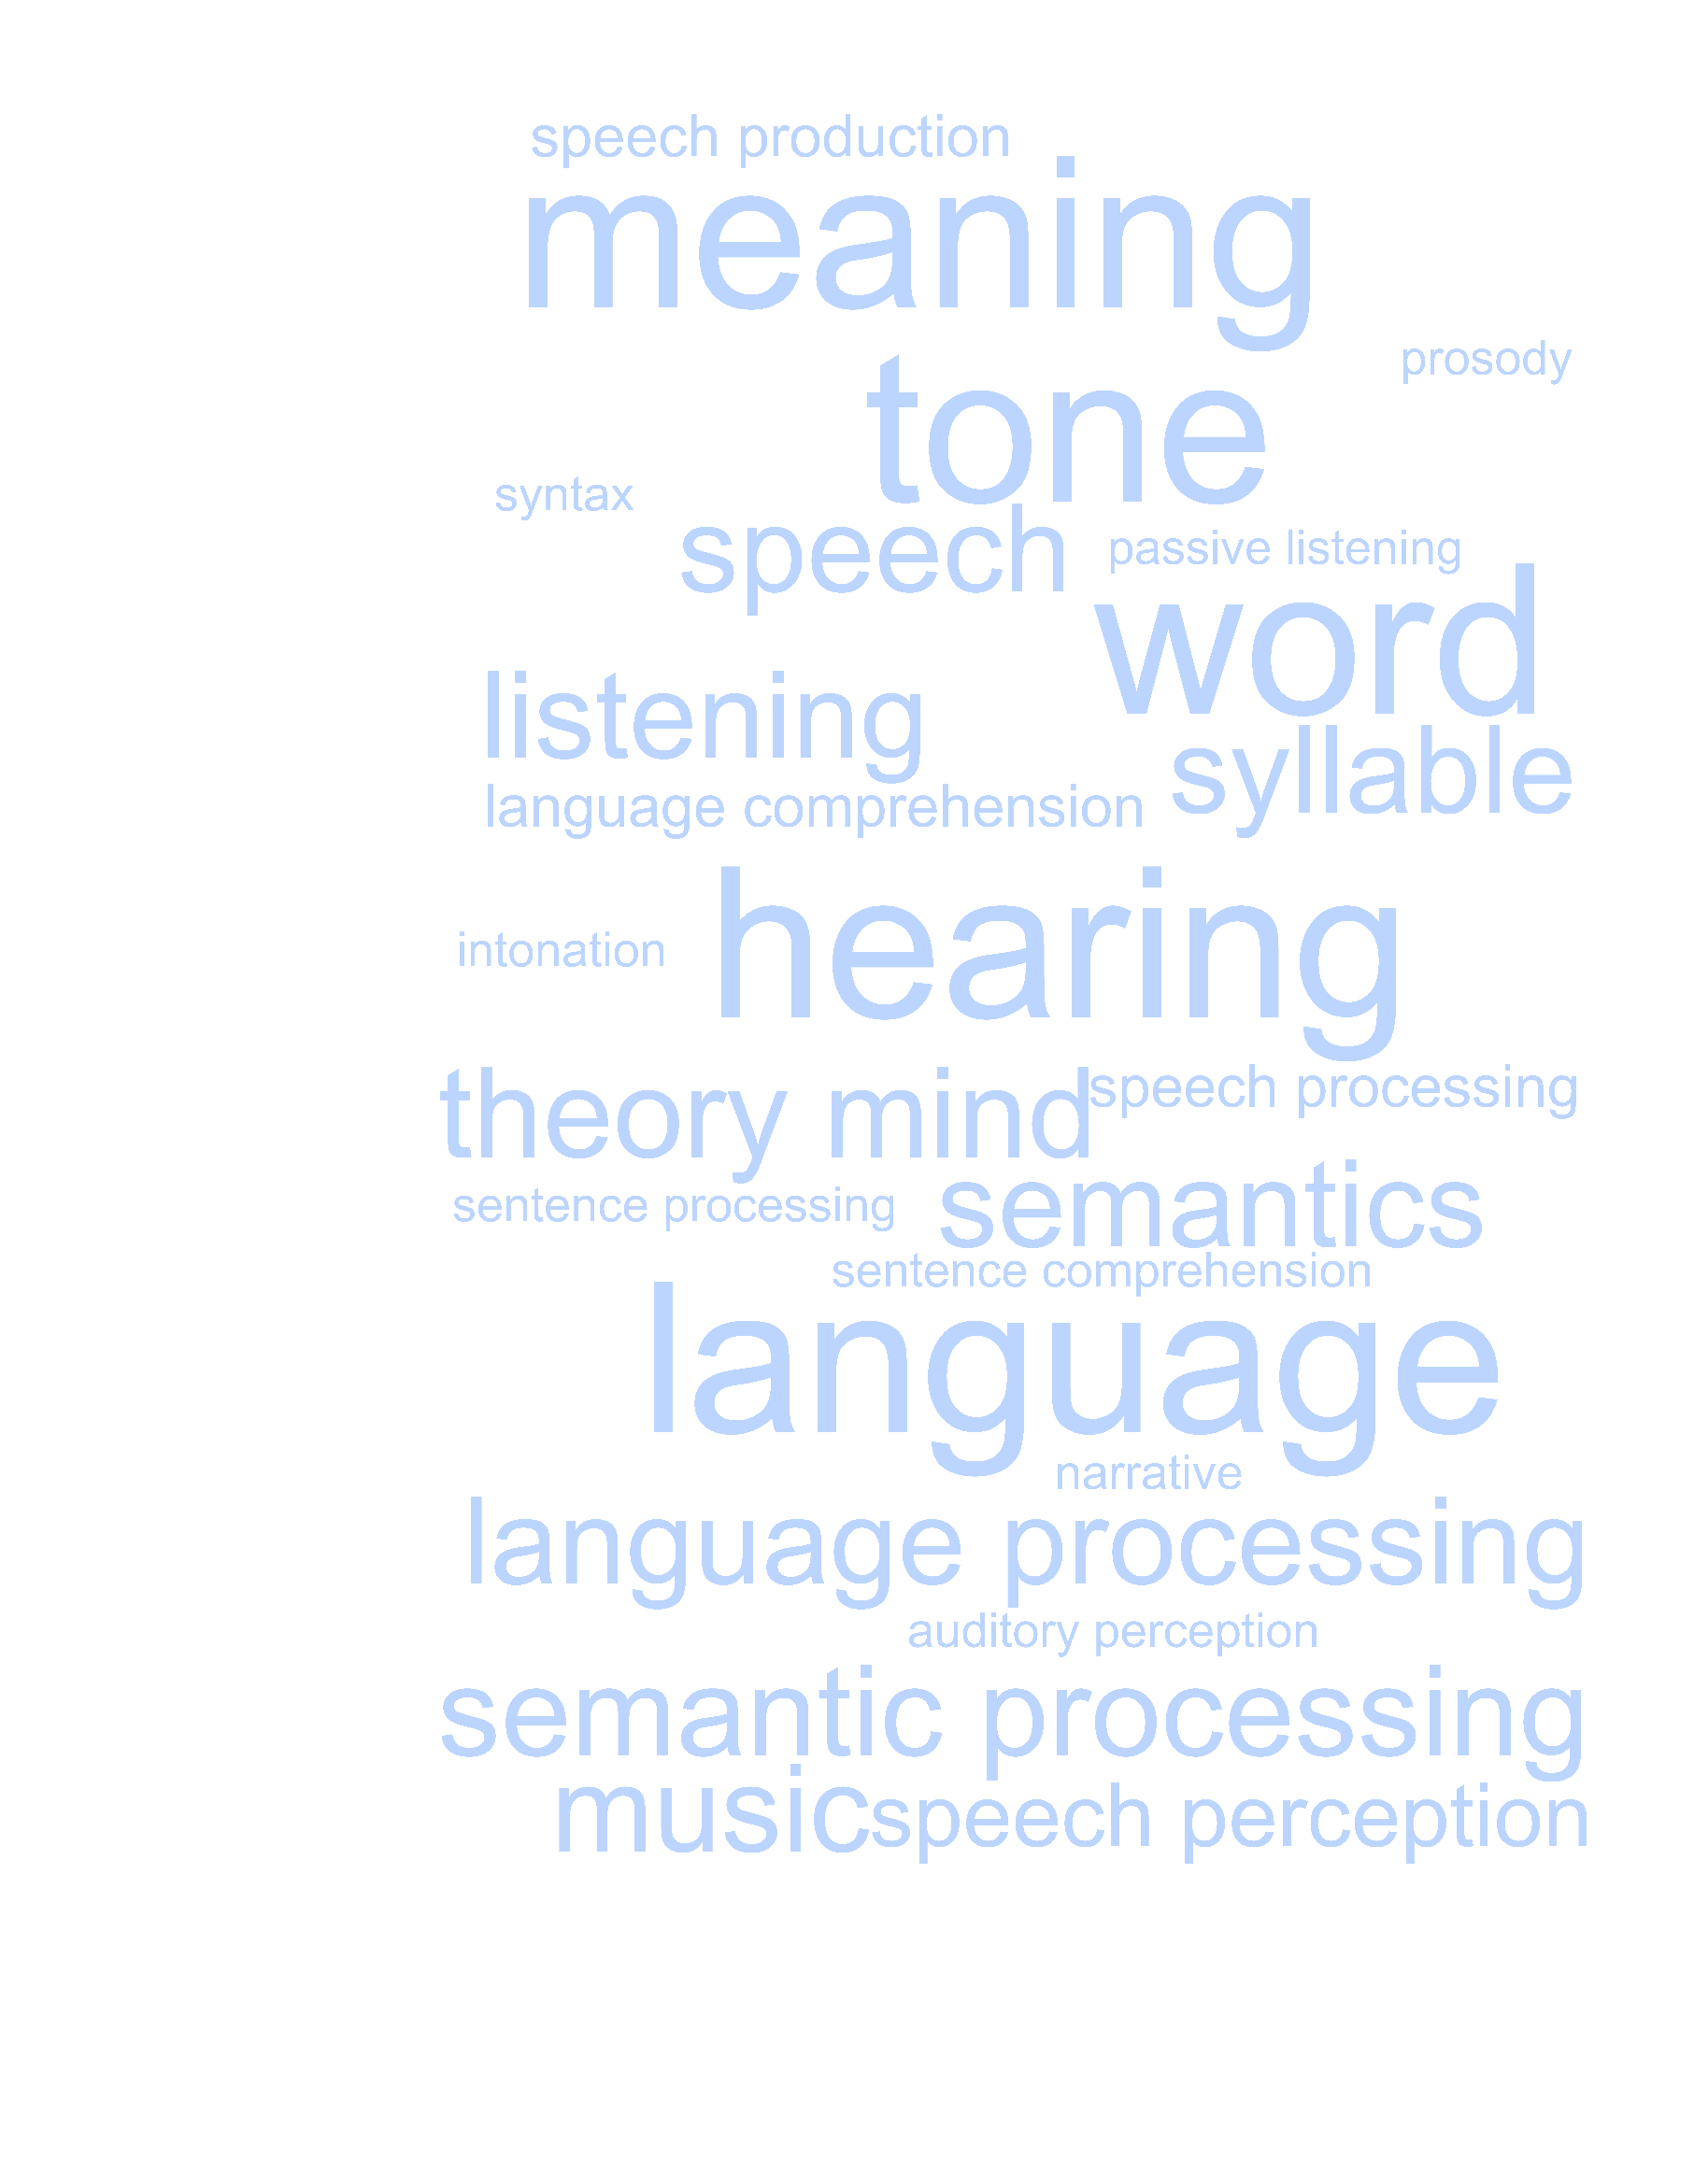 speech production
meaning
prosody
tone
syntax
speech
passive listening
word
listening
syllable
language comprehension
hearing
intonation
theory mind
speech processing
sentence processing
semantics
sentence comprehension
language
narrative
language processing
auditory perception
semantic processing
music
speech perception